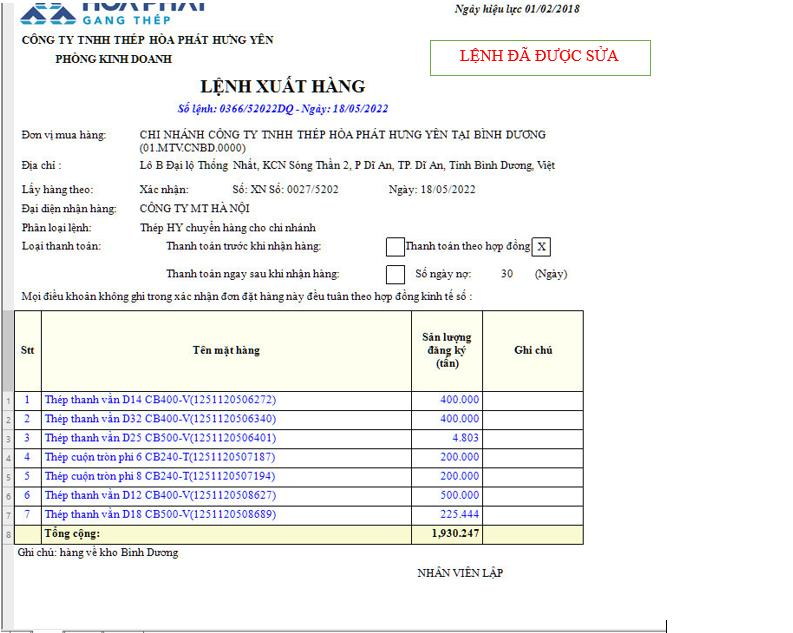 HÒA PHÁT
GANG THÉP
Ngày hiệu lực 01/02/2018
CÔNG TY TNHH THÉP HÒA PHÁT HƯNG YÊN
PHÒNG KINH DOANH
LỆNH ĐÃ ĐƯỢC SỬA
LỆNH XUẤT HÀNG
Số lệnh: 0366/52022DQ - Ngày: 18/05/2022
Đơn vị mua hàng: CHI NHÁNH CÔNG TY TNHH THÉP HÒA PHÁT HƯNG YÊN TẠI BÌNH DƯƠNG
(01.MTV.CNBD.0000)
Địa chỉ : Lô B Đại lộ Thống Nhất, KCN Sóng Thần 2, P Dĩ An, TP. Dĩ An, Tỉnh Bình Dương, Việt
Lấy hàng theo: Xác nhận: Số: XN Số: 0027/5202 Ngày: 18/05/2022
Đại diện nhận hàng: CÔNG TY MT HÀ NỘI
Phân loại lệnh: Thép HY chuyển hàng cho chi nhánh
Loại thanh toán: Thanh toán trước khi nhận hàng: Thanh toán theo hợp đồng X
Thanh toán ngay sau khi nhận hàng: Số ngày nợ: 30 (Ngày)
Mọi điều khoản không ghi trong xác nhận đơn đặt hàng này đều tuân theo hợp đồng kinh tế số :
Stt Tên mặt hàng Sản lượng đăng ký (tấn) Ghi chú
1 1 Thép thanh vằn D14 CB400-V(1251120506272) 400.000
2 2 Thép thanh vằn D32 CB400-V(1251120506340) 400.000
3 3 Thép thanh vằn D25 CB500-V(1251120506401) 4.803
4 4 Thép cuộn tròn phi 6 CB240-T(1251120507187) 200.000
5 5 Thép cuộn tròn phi 8 CB240-T(1251120507194) 200.000
6 6 Thép thanh vằn D12 CB400-V(1251120508627) 500.000
7 7 Thép thanh vằn D18 CB500-V(1251120508689) 225.444
8 Tổng cộng: 1,930.247
Ghi chú: hàng về kho Bình Dương
NHÂN VIÊN LẬP